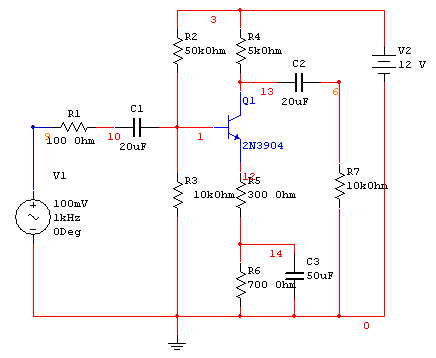 3
R2
50kOhm
R4
5kOhm
V2
12 V
C2
13
20uF
6
Q1
R1
100 Ohm
9
10
C1
20uF
1
2N3904
12
V1
100mV
1kHz
0Deg
R3
10kOhm
R5
300 Ohm
R7
10kOhm
14
C3
50uF
R6
700 Ohm
0